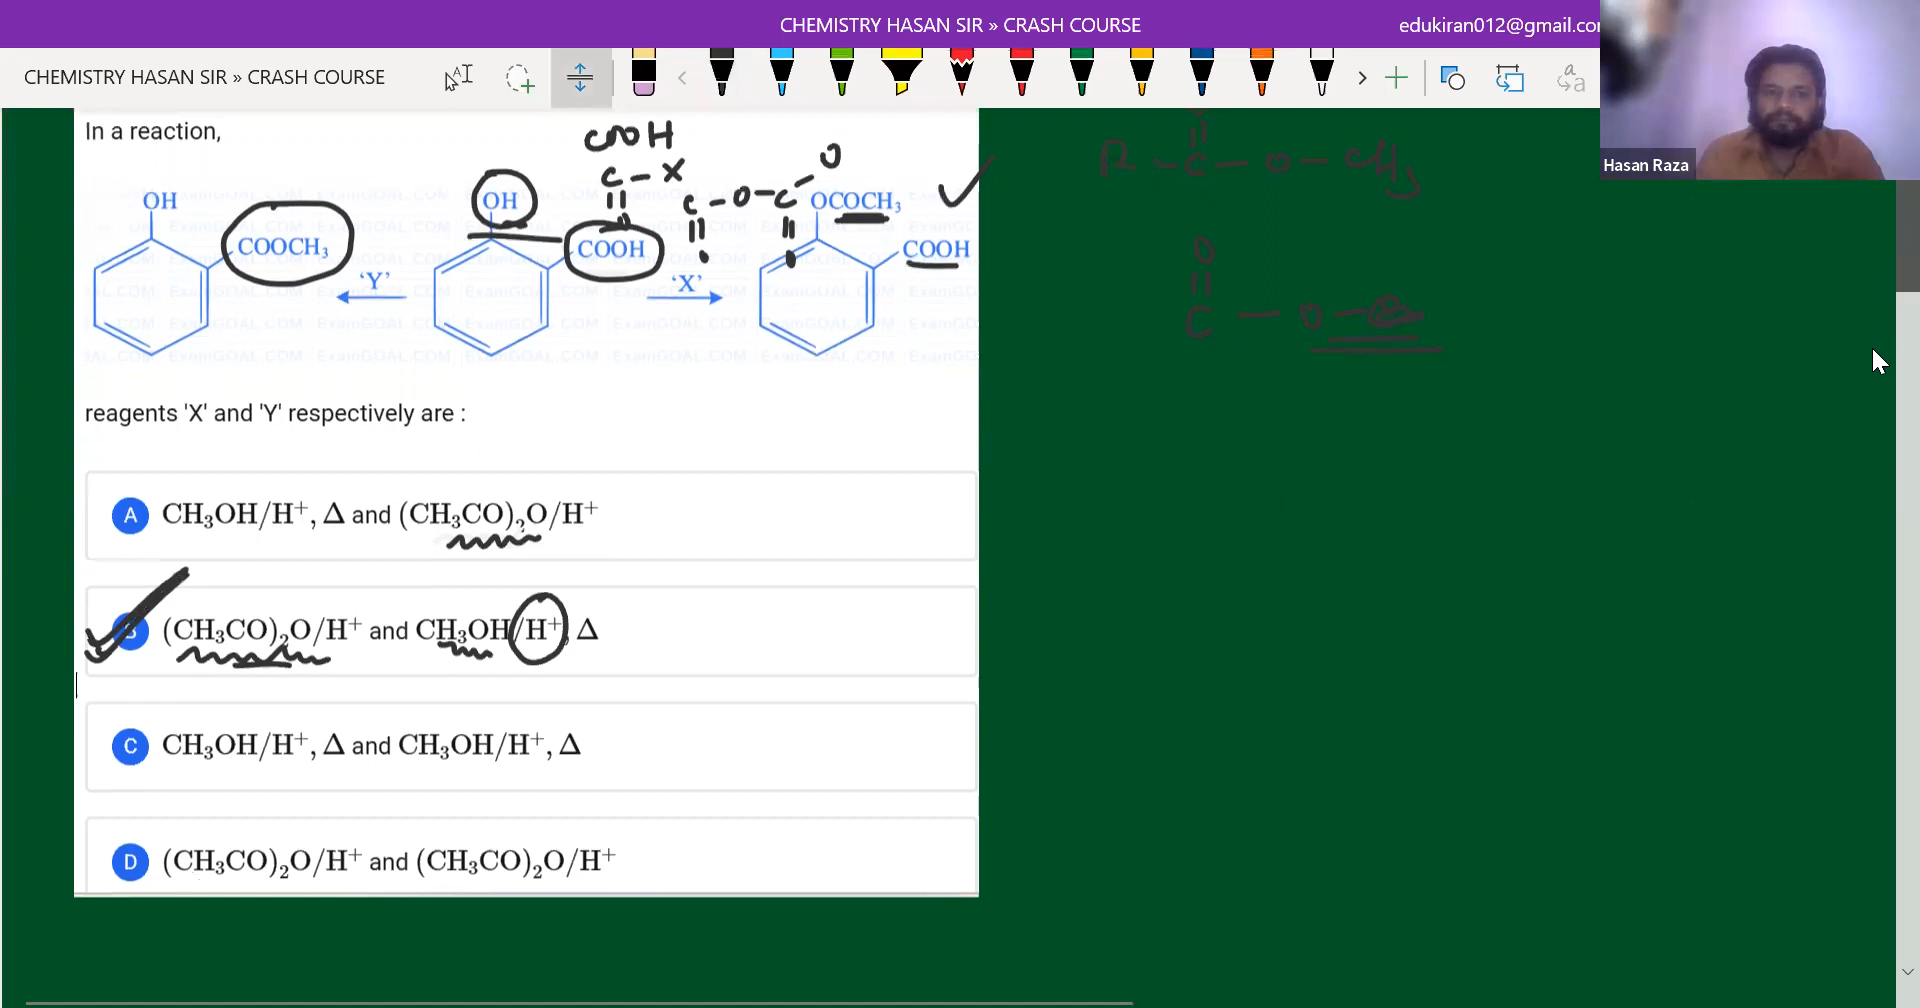 CHEMISTRY HASAN SIR » CRASH COURSE
edukiran012@gmail.co
CHEMISTRY HASAN SIR » CRASH COURSE
Hasan Raza
In a reaction,
COOH
C – X
O
C – O – C
R – C – O – CH3
OH
OH
OCOCH₃
COOCH₃
COOH
COOH
'Y'
'X'
O
C – O –
reagents 'X' and 'Y' respectively are :
A CH₃OH/H⁺, Δ and (CH₃CO)₂O/H⁺
B (CH₃CO)₂O/H⁺ and CH₃OH/H⁺, Δ
C CH₃OH/H⁺, Δ and CH₃OH/H⁺, Δ
D (CH₃CO)₂O/H⁺ and (CH₃CO)₂O/H⁺